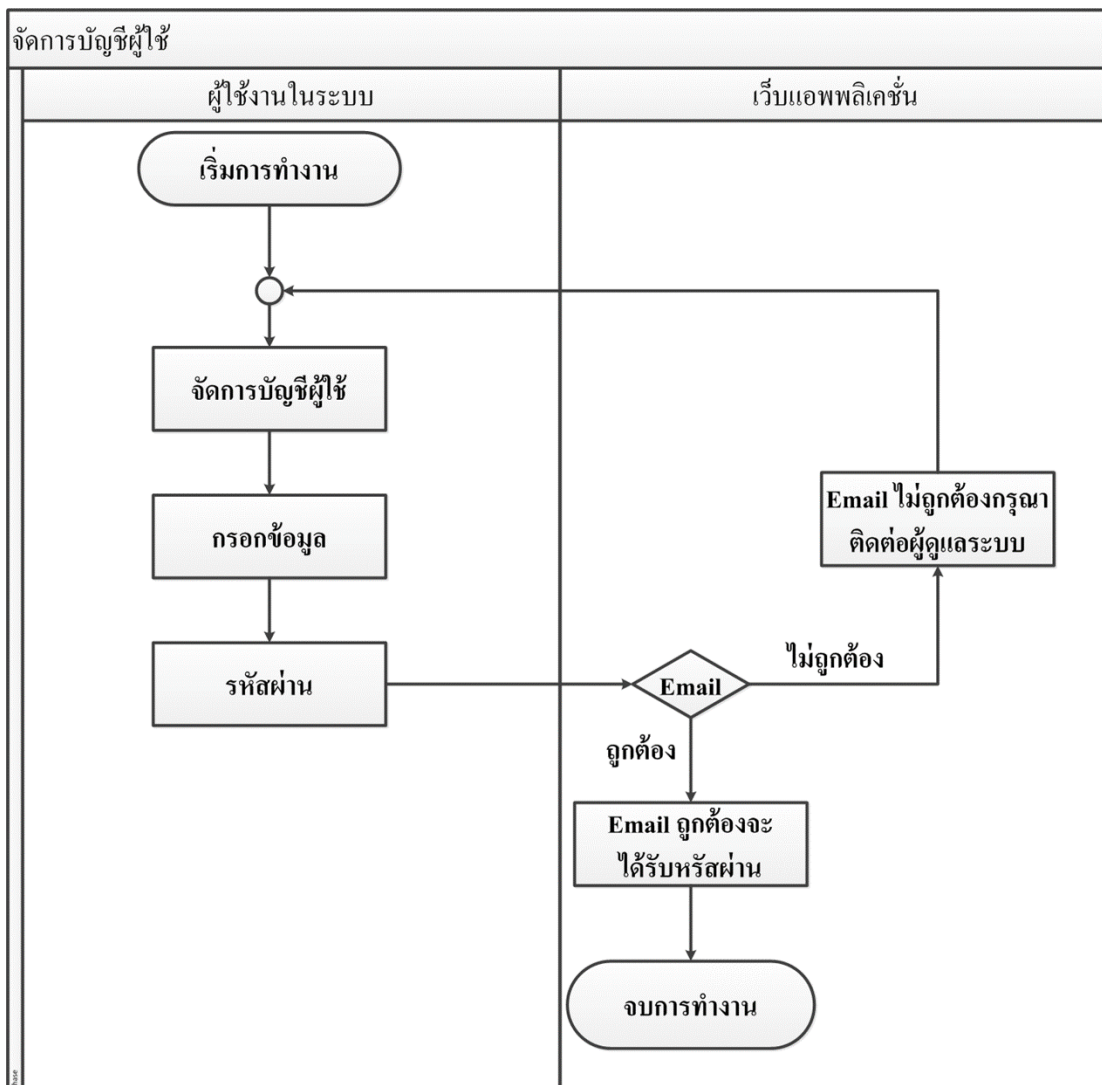 จัดการบัญชีผู้ใช้
ผู้ใช้งานในระบบ
เว็บแอพพลิเคชั่น
เริ่มการทำงาน
จัดการบัญชีผู้ใช้
กรอกข้อมูล
รหัสผ่าน
Email
ไม่ถูกต้อง
Email ไม่ถูกต้องกรุณา
ติดต่อผู้ดูแลระบบ
ถูกต้อง
Email ถูกต้องจะ
ได้รับหรัสผ่าน
จบการทำงาน